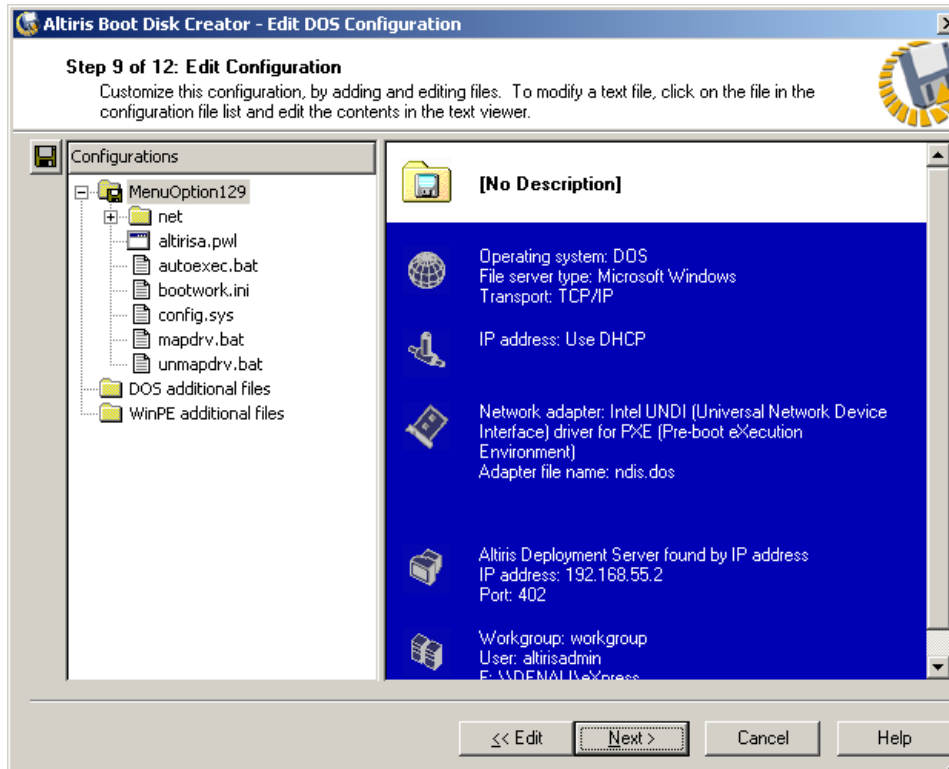 Altiris Boot Disk Creator - Edit DOS Configuration
Step 9 of 12: Edit Configuration
Customize this configuration, by adding and editing files. To modify a text file, click on the file in the
configuration file list and edit the contents in the text viewer.
Configurations
MenuOption129
net
altirisa.pwl
autoexec.bat
bootwork.ini
config.sys
mapdrv.bat
unmapdrv.bat
DOS additional files
WinPE additional files
[No Description]
Operating system: DOS
File server type: Microsoft Windows
Transport: TCP/IP
IP address: Use DHCP
Network adapter: Intel UNDI (Universal Network Device
Interface) driver for PXE (Pre-boot eXecution
Environment)
Adapter file name: ndis.dos
Altiris Deployment Server found by IP address
IP address: 192.168.55.2
Port: 402
Workgroup: workgroup
User: altirisadmin
F: \\DENALI\eXpress
<< Edit
Next >
Cancel
Help